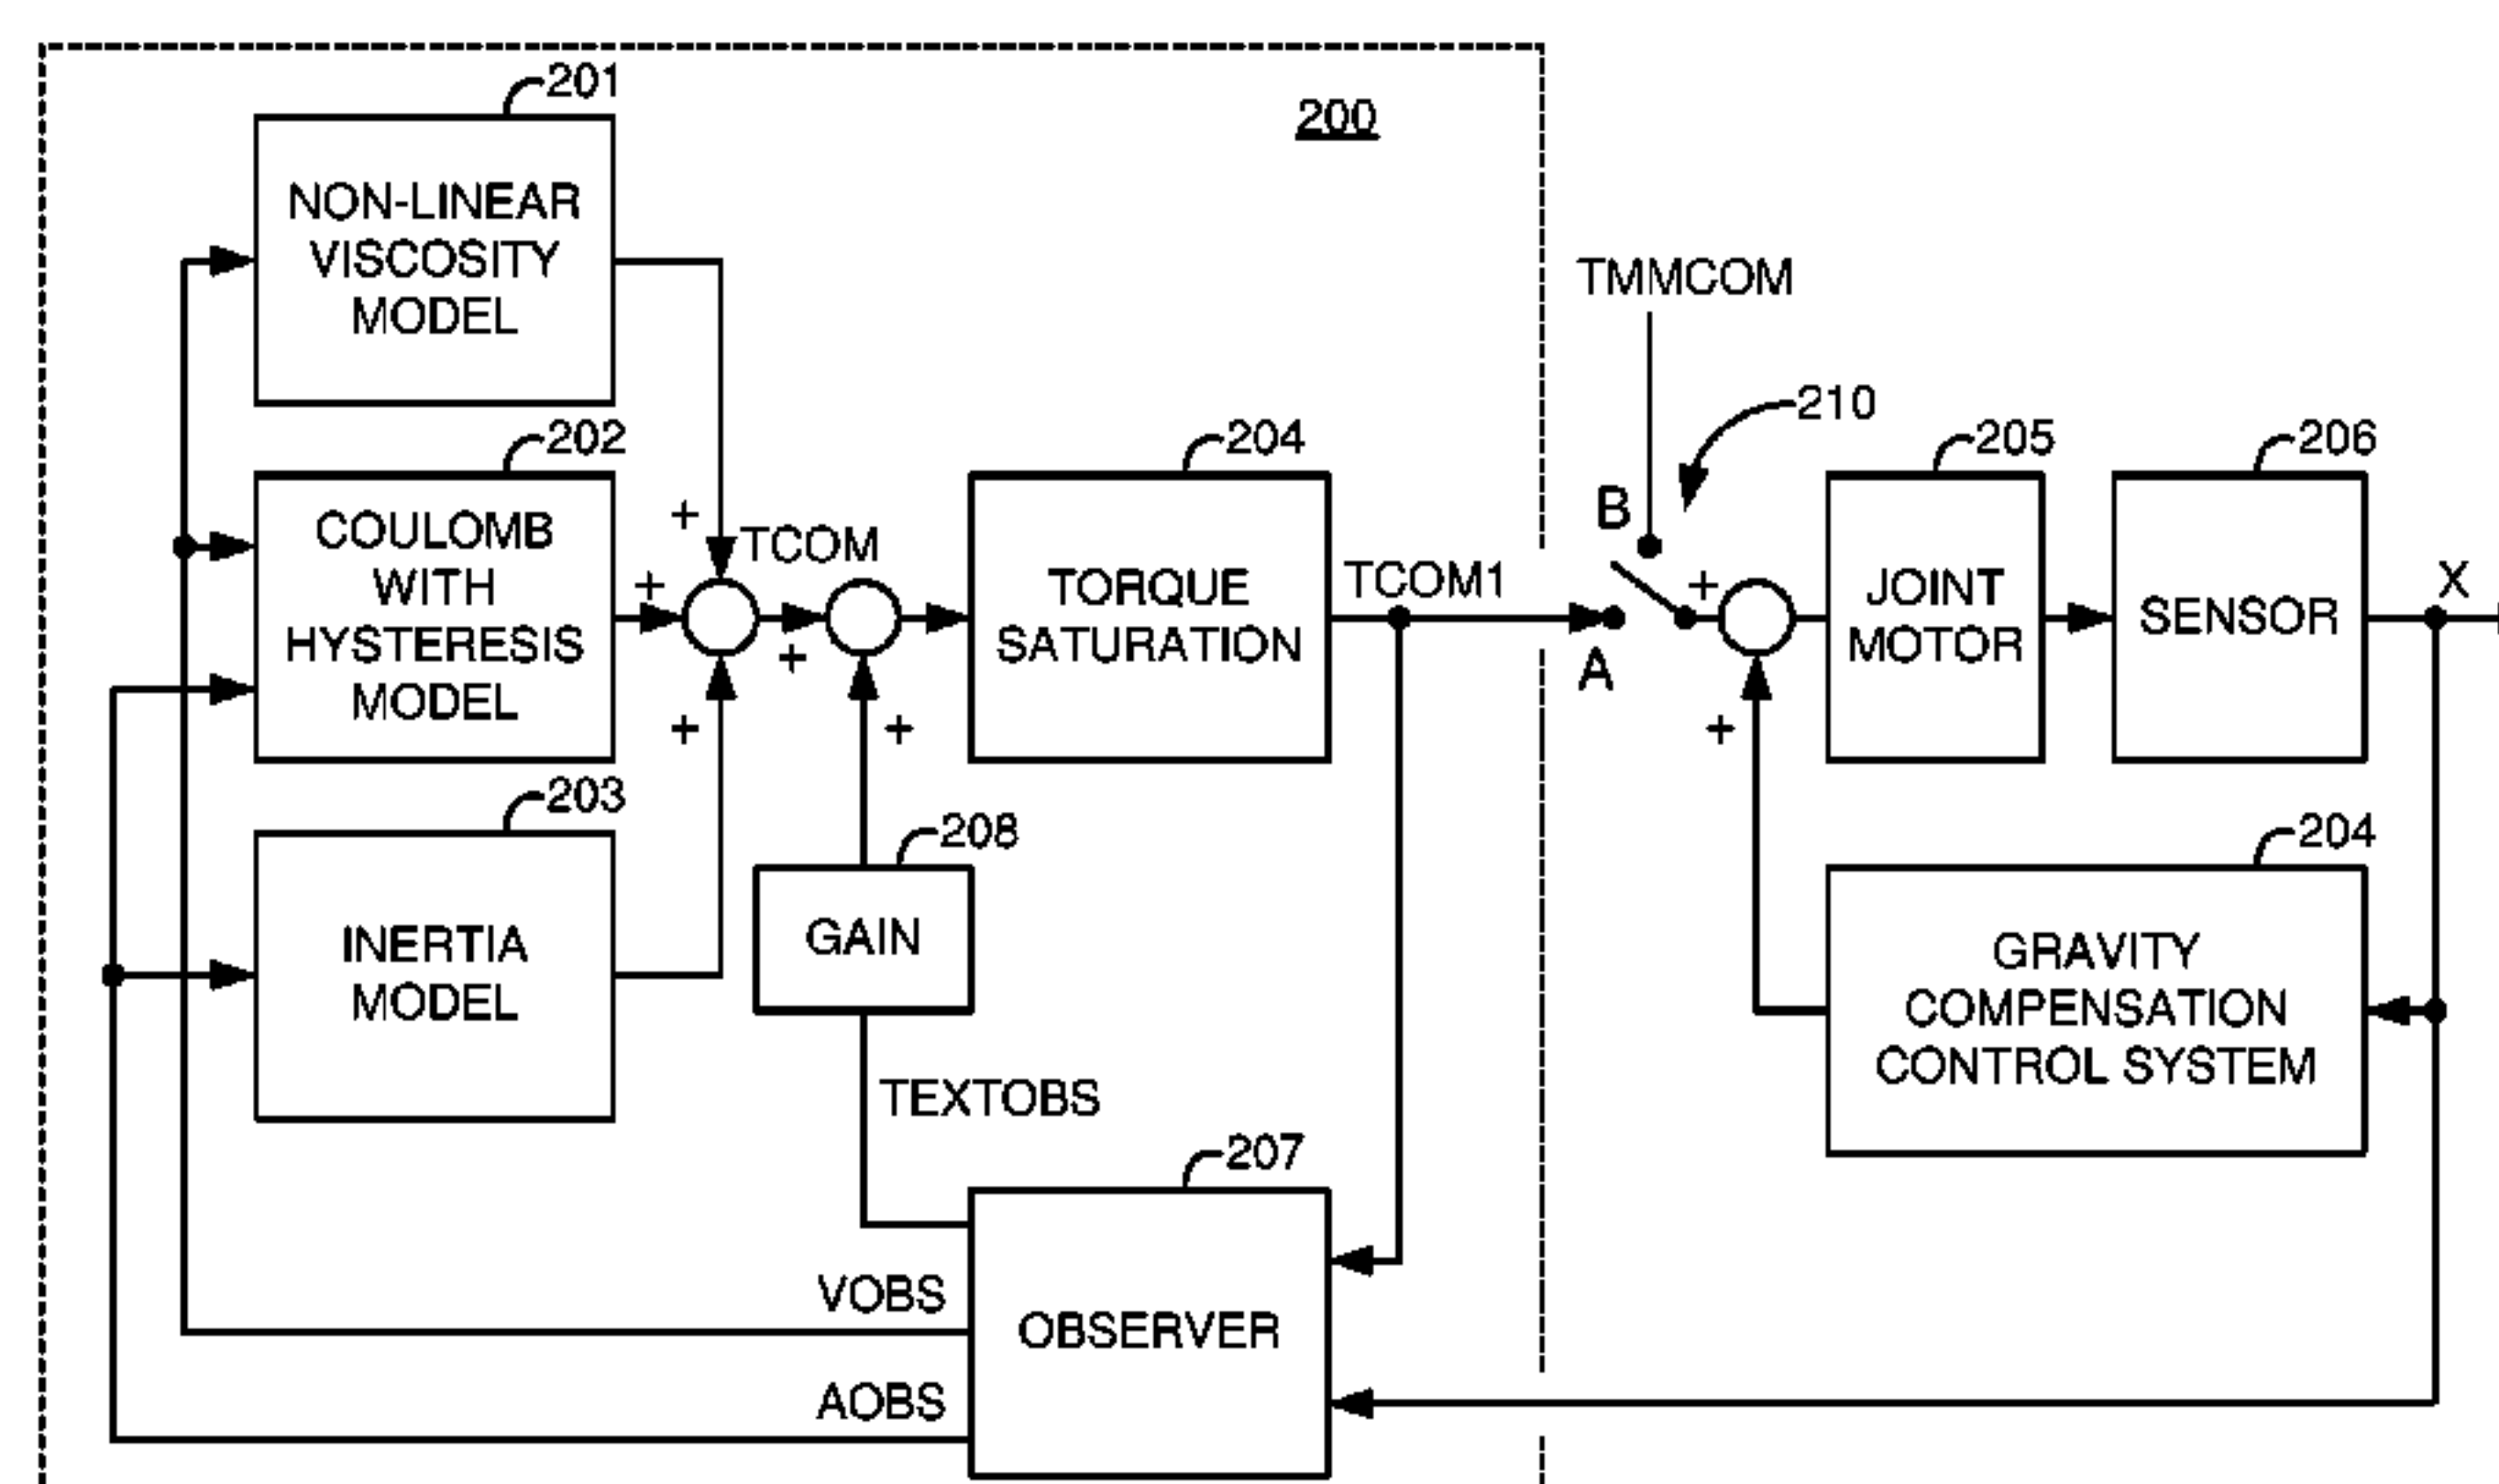 200
201
NON-LINEAR
VISCOSITY
MODEL
202
COULOMB
WITH
HYSTERESIS
MODEL
203
INERTIA
MODEL
+
+
+
TCOM
+
+
204
TORQUE
SATURATION
TCOM1
208
GAIN
TEXTOBS
207
OBSERVER
VOBS
AOBS
TMMCOM
210
B
A
+
+
205
JOINT
MOTOR
206
SENSOR
X
204
GRAVITY
COMPENSATION
CONTROL SYSTEM